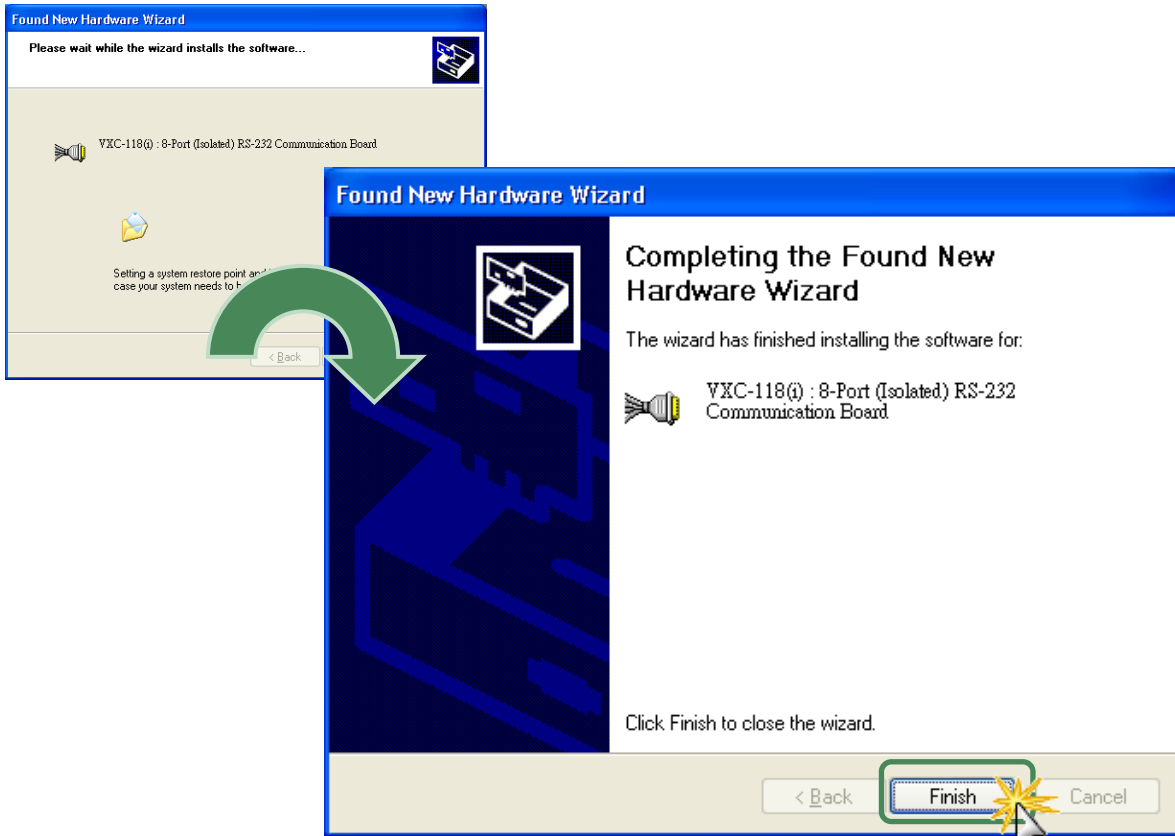 Found New Hardware Wizard
Please wait while the wizard installs the software...
VXC-118(i) : 8-Port (Isolated) RS-232 Communication Board
Setting a system restore point and
case your system needs to
< Back
Found New Hardware Wizard
Completing the Found New
Hardware Wizard
The wizard has finished installing the software for:
VXC-118(i) : 8-Port (Isolated) RS-232
Communication Board
Click Finish to close the wizard.
< Back
Finish
Cancel